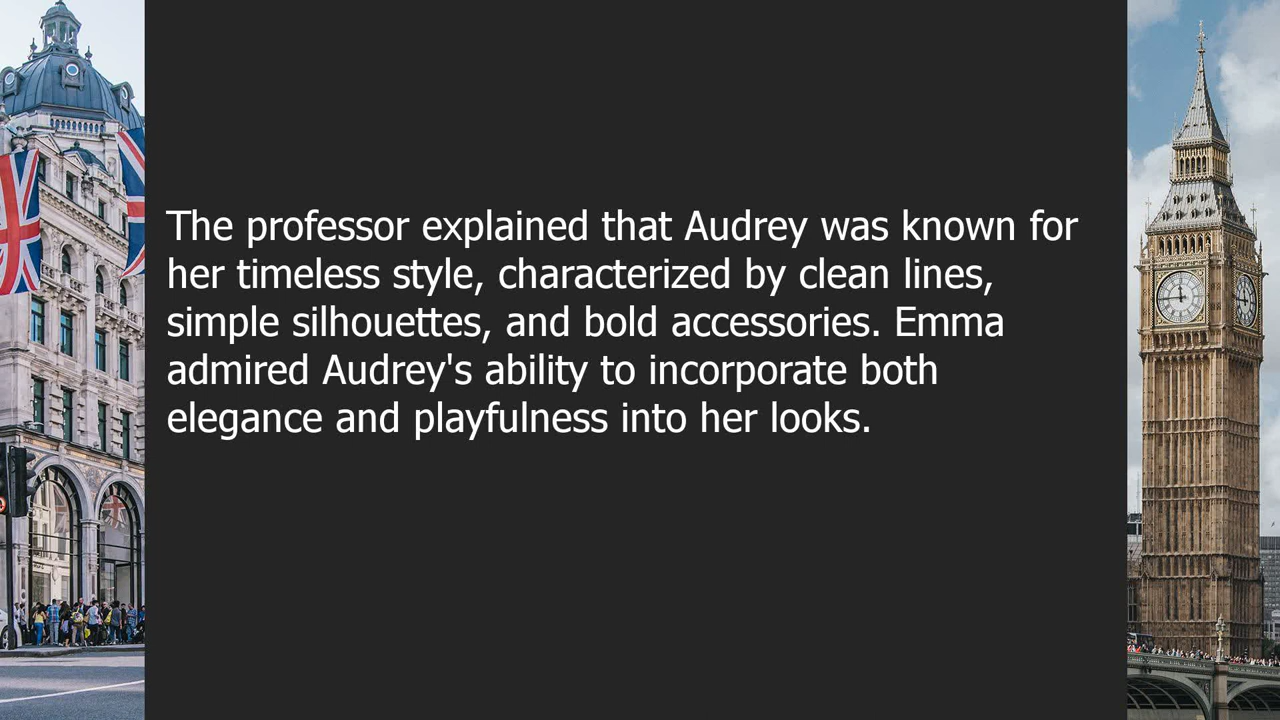 The professor explained that Audrey was known for
her timeless style, characterized by clean lines,
simple silhouettes, and bold accessories. Emma
admired Audrey's ability to incorporate both
elegance and playfulness into her looks.